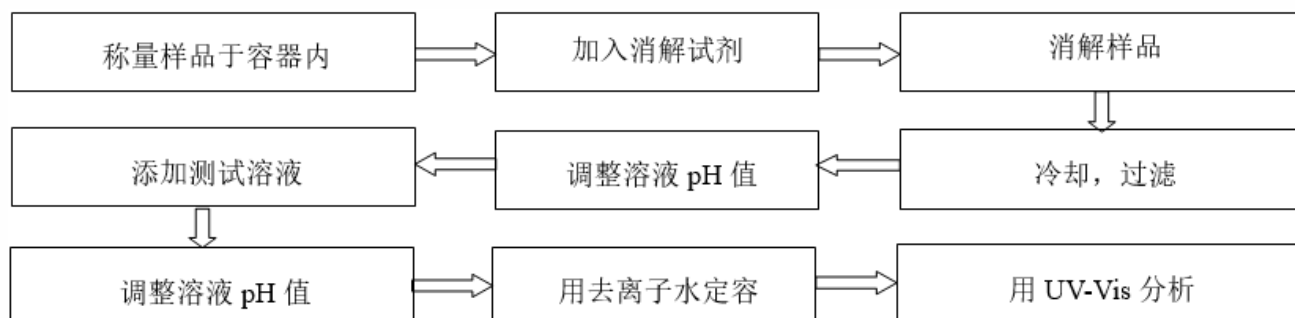 称量样品于容器内
加入消解试剂
消解样品
冷却，过滤
调整溶液 pH 值
添加测试溶液
调整溶液 pH 值
用去离子水定容
用 UV-Vis 分析